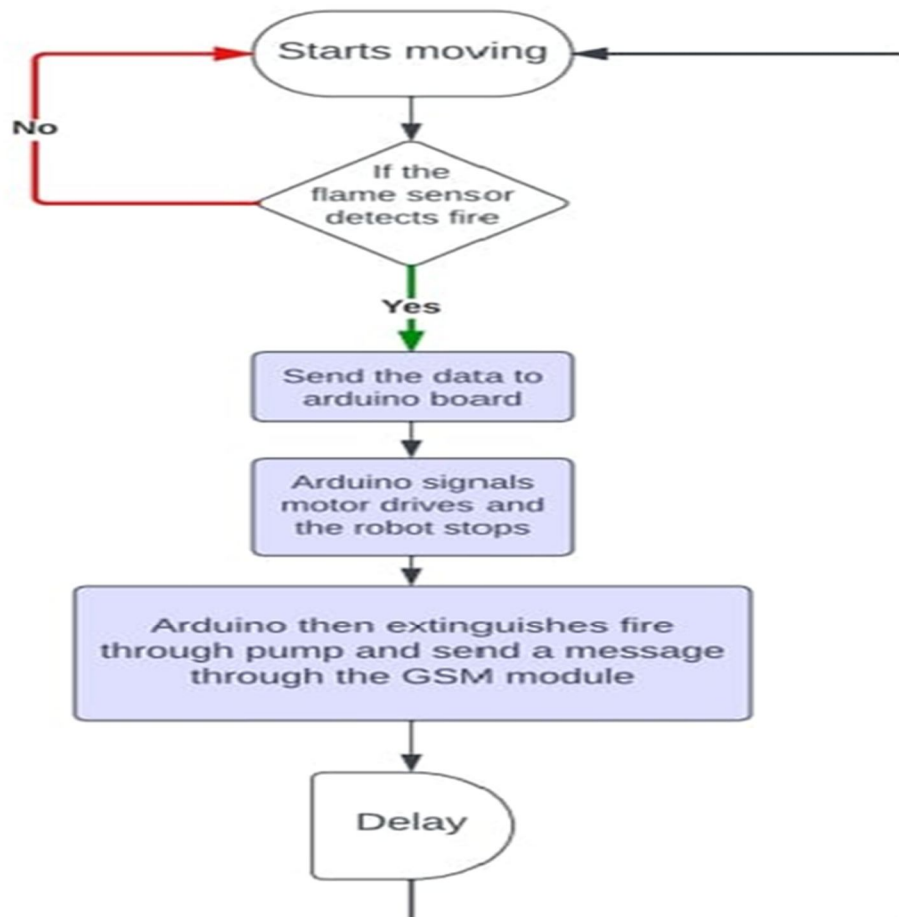 Starts moving
No
If the
flame sensor
detects fire
Yes
Send the data to
arduino board
Arduino signals
motor drives and
the robot stops
Arduino then extinguishes fire
through pump and send a message
through the GSM module
Delay